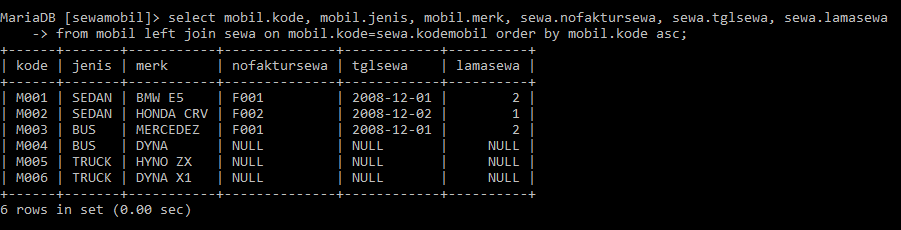 MariaDB [sewamobil]> select mobil.kode, mobil.jenis, mobil.merk, sewa.nofaktursewa, sewa.tglsewa, sewa.lamasewa
    -> from mobil left join sewa on mobil.kode=sewa.kodemobil order by mobil.kode asc;
+------+-------+-----------+--------------+------------+----------+
| kode | jenis | merk      | nofaktursewa | tglsewa    | lamasewa |
+------+-------+-----------+--------------+------------+----------+
| M001 | SEDAN | BMW E5    | F001         | 2008-12-01 |        2 |
| M002 | SEDAN | HONDA CRV | F002         | 2008-12-02 |        1 |
| M003 | BUS   | MERCEDEZ  | F001         | 2008-12-01 |        2 |
| M004 | BUS   | DYNA      | NULL         | NULL       |     NULL |
| M005 | TRUCK | HYNO ZX   | NULL         | NULL       |     NULL |
| M006 | TRUCK | DYNA X1   | NULL         | NULL       |     NULL |
+------+-------+-----------+--------------+------------+----------+
6 rows in set (0.00 sec)